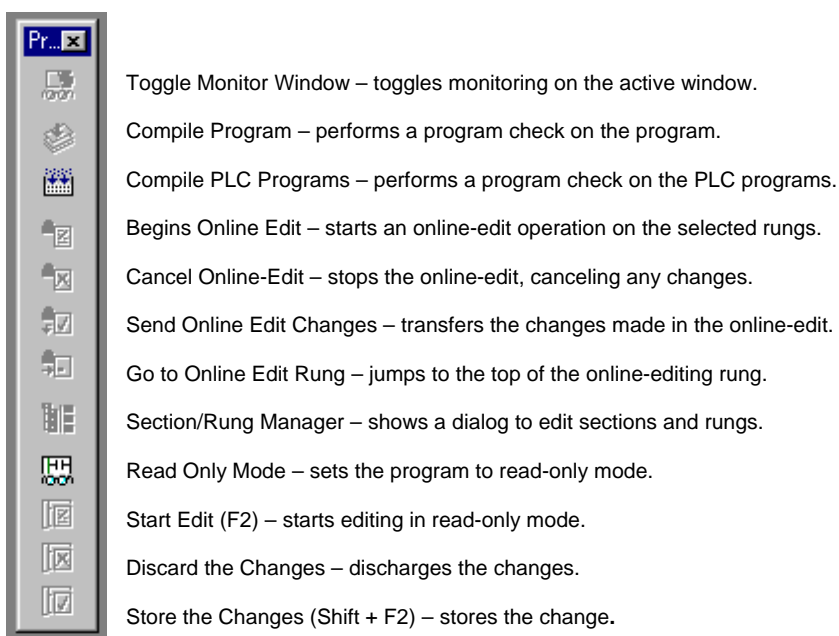 Pr...
Toggle Monitor Window – toggles monitoring on the active window.
Compile Program – performs a program check on the program.
Compile PLC Programs – performs a program check on the PLC programs.
Begins Online Edit – starts an online-edit operation on the selected rungs.
Cancel Online-Edit – stops the online-edit, canceling any changes.
Send Online Edit Changes – transfers the changes made in the online-edit.
Go to Online Edit Rung – jumps to the top of the online-editing rung.
Section/Rung Manager – shows a dialog to edit sections and rungs.
Read Only Mode – sets the program to read-only mode.
Start Edit (F2) – starts editing in read-only mode.
Discard the Changes – discharges the changes.
Store the Changes (Shift + F2) – stores the change.